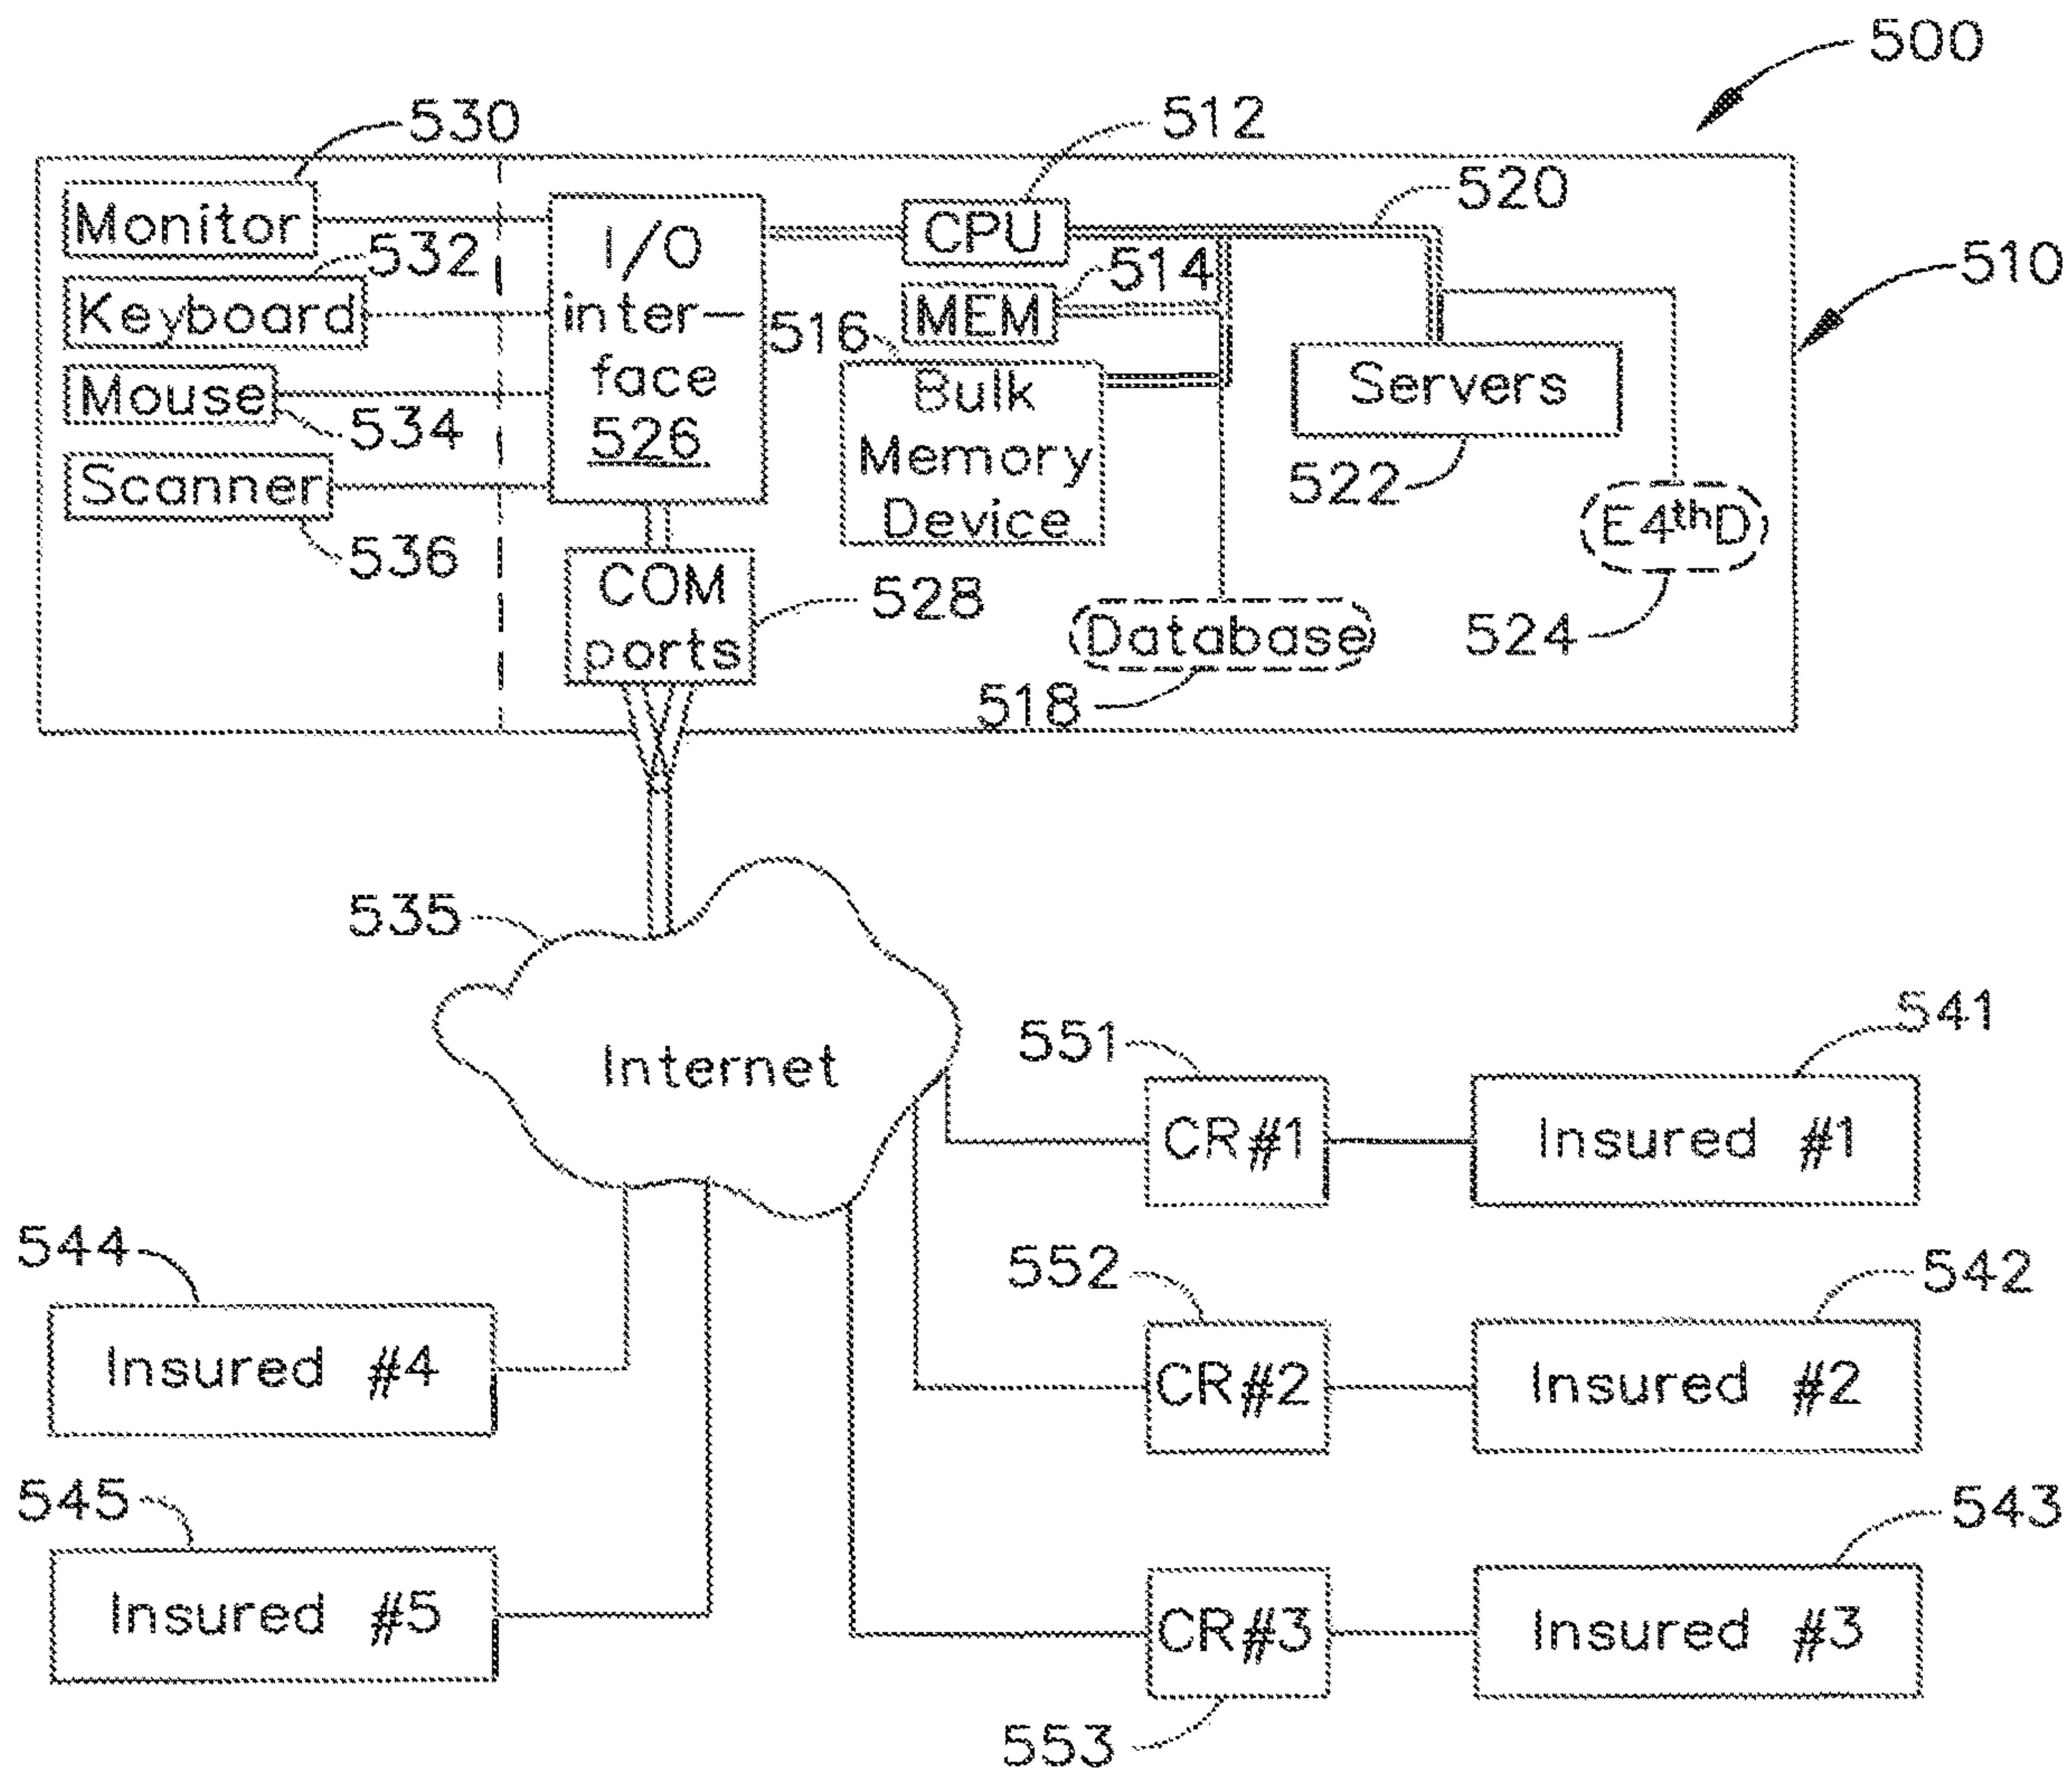 500
530
512
520
Monitor
I/O
inter-
face
526
CPU
510
532
514
Keyboard
MEM
516
Mouse
534
Bulk
Memory
Device
Servers
522
Scanner
536
E4thD
524
COM
ports
528
Database
518
535
Internet
551
541
CR#1
Insured #1
544
552
542
Insured #4
CR#2
Insured #2
545
543
Insured #5
CR#3
Insured #3
553